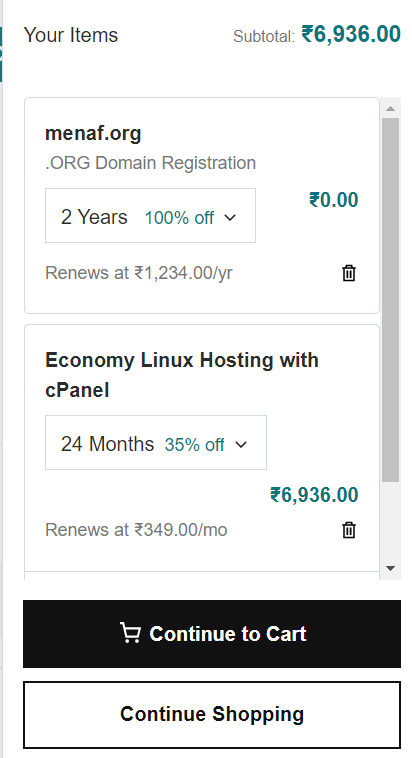 Your Items
Subtotal: ₹6,936.00
menaf.org
.ORG Domain Registration
₹0.00
2 Years 100% off
Renews at ₹1,234.00/yr
Economy Linux Hosting with
cPanel
24 Months 35% off
₹6,936.00
Renews at ₹349.00/mo
Continue to Cart
Continue Shopping